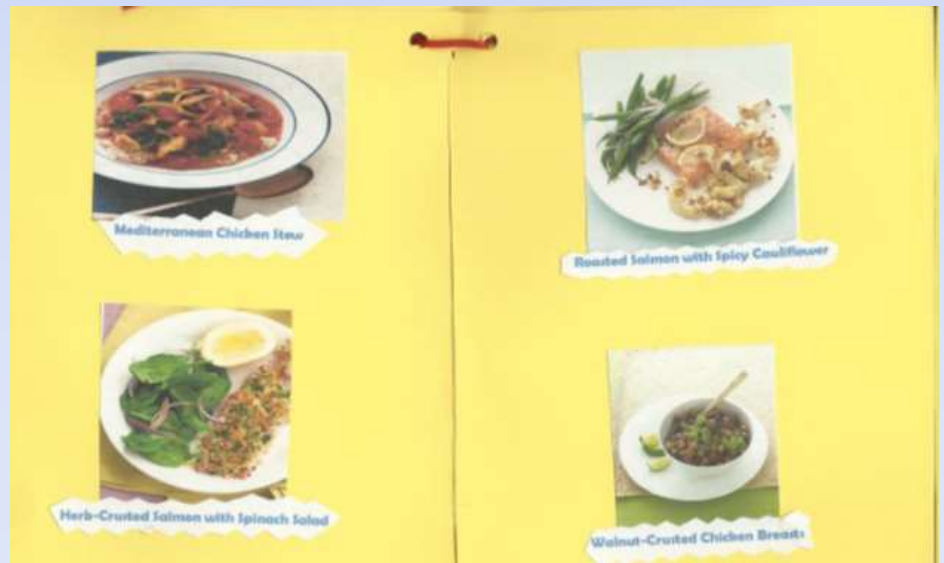 Mediterranean Chicken Stew
Roasted Salmon with Spicy Cauliflower
Herb-Crusted Salmon with Spinach Salad
Walnut-Crusted Chicken Breasts